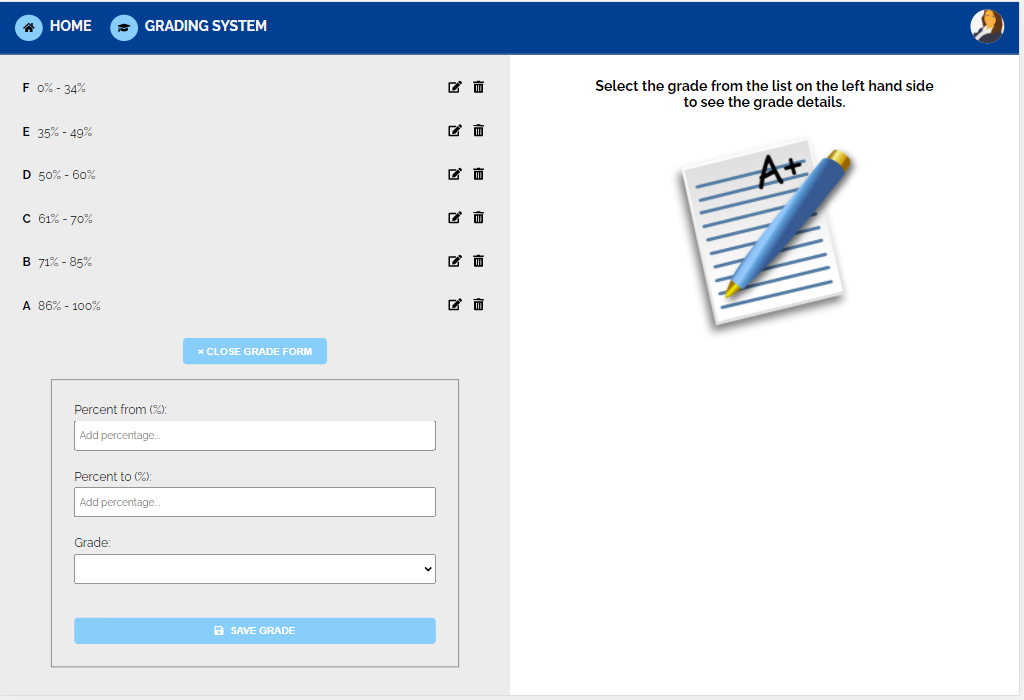 HOME GRADING SYSTEM
F 0% - 34%
E 35% - 49%
D 50% - 60%
C 61% - 70%
B 71% - 85%
A 86% - 100%
× CLOSE GRADE FORM
Percent from (%):
Add percentage...
Percent to (%):
Add percentage...
Grade:
SAVE GRADE
Select the grade from the list on the left hand side
to see the grade details.
A+